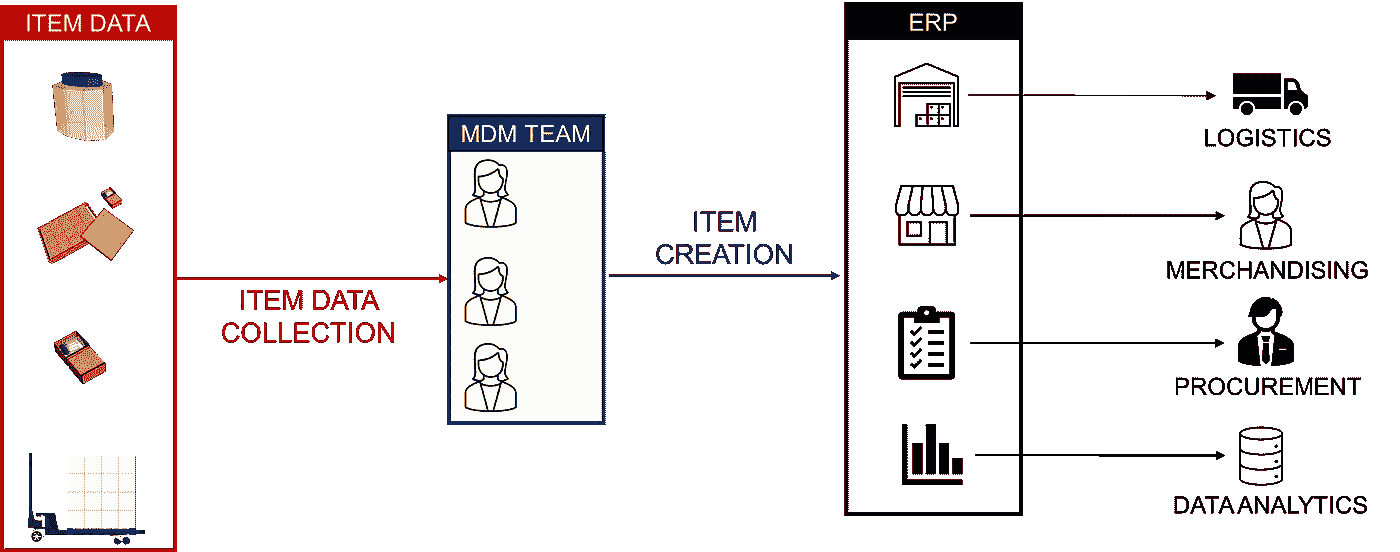 ITEM DATA
ITEM DATA
COLLECTION
MDM TEAM
ITEM
CREATION
ERP
LOGISTICS
MERCHANDISING
PROCUREMENT
DATA ANALYTICS